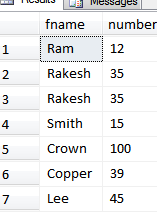 Results Messages
fname number
1 Ram 12
2 Rakesh 35
3 Rakesh 35
4 Smith 15
5 Crown 100
6 Copper 39
7 Lee 45